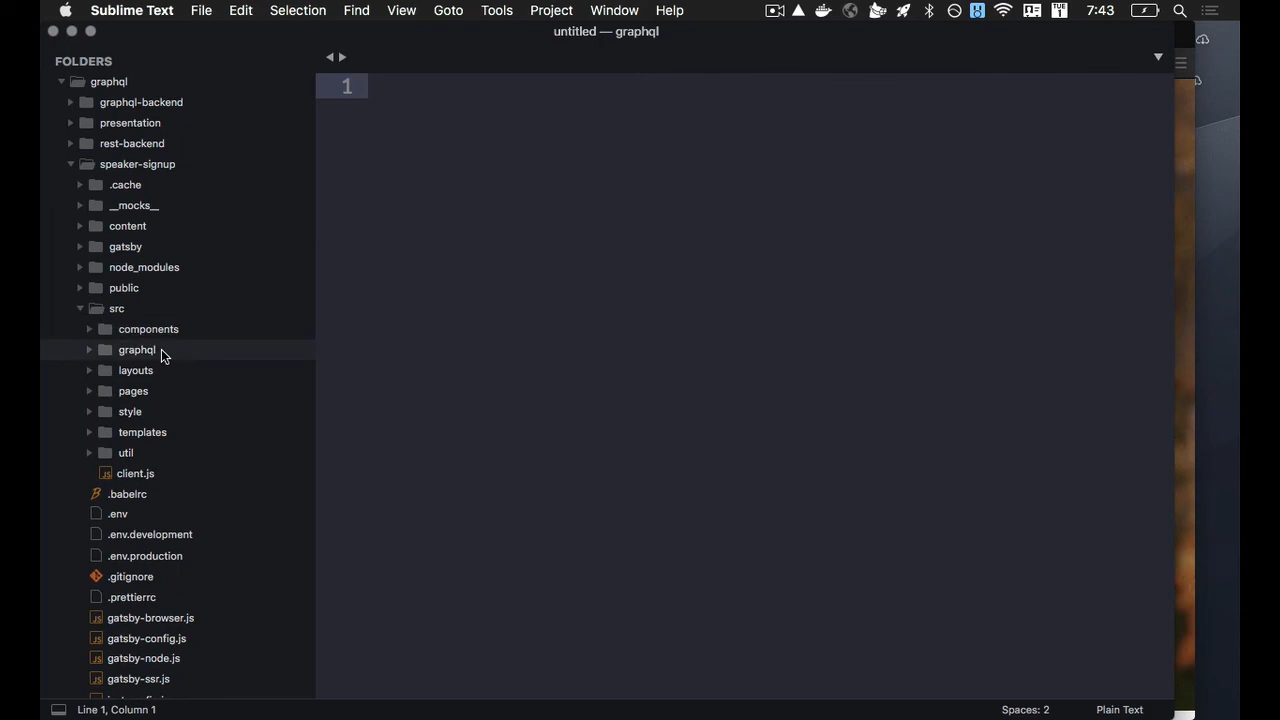 Sublime Text File Edit Selection Find View Goto Tools Project Window Help TUE 1 7:43
untitled — graphql
FOLDERS
graphql
1
graphql-backend
presentation
rest-backend
speaker-signup
.cache
__mocks__
content
gatsby
node_modules
public
src
components
graphql
layouts
pages
style
templates
util
client.js
.babelrc
.env
.env.development
.env.production
.gitignore
.prettierrc
gatsby-browser.js
gatsby-config.js
gatsby-node.js
gatsby-ssr.js
Line 1, Column 1 Spaces: 2 Plain Text